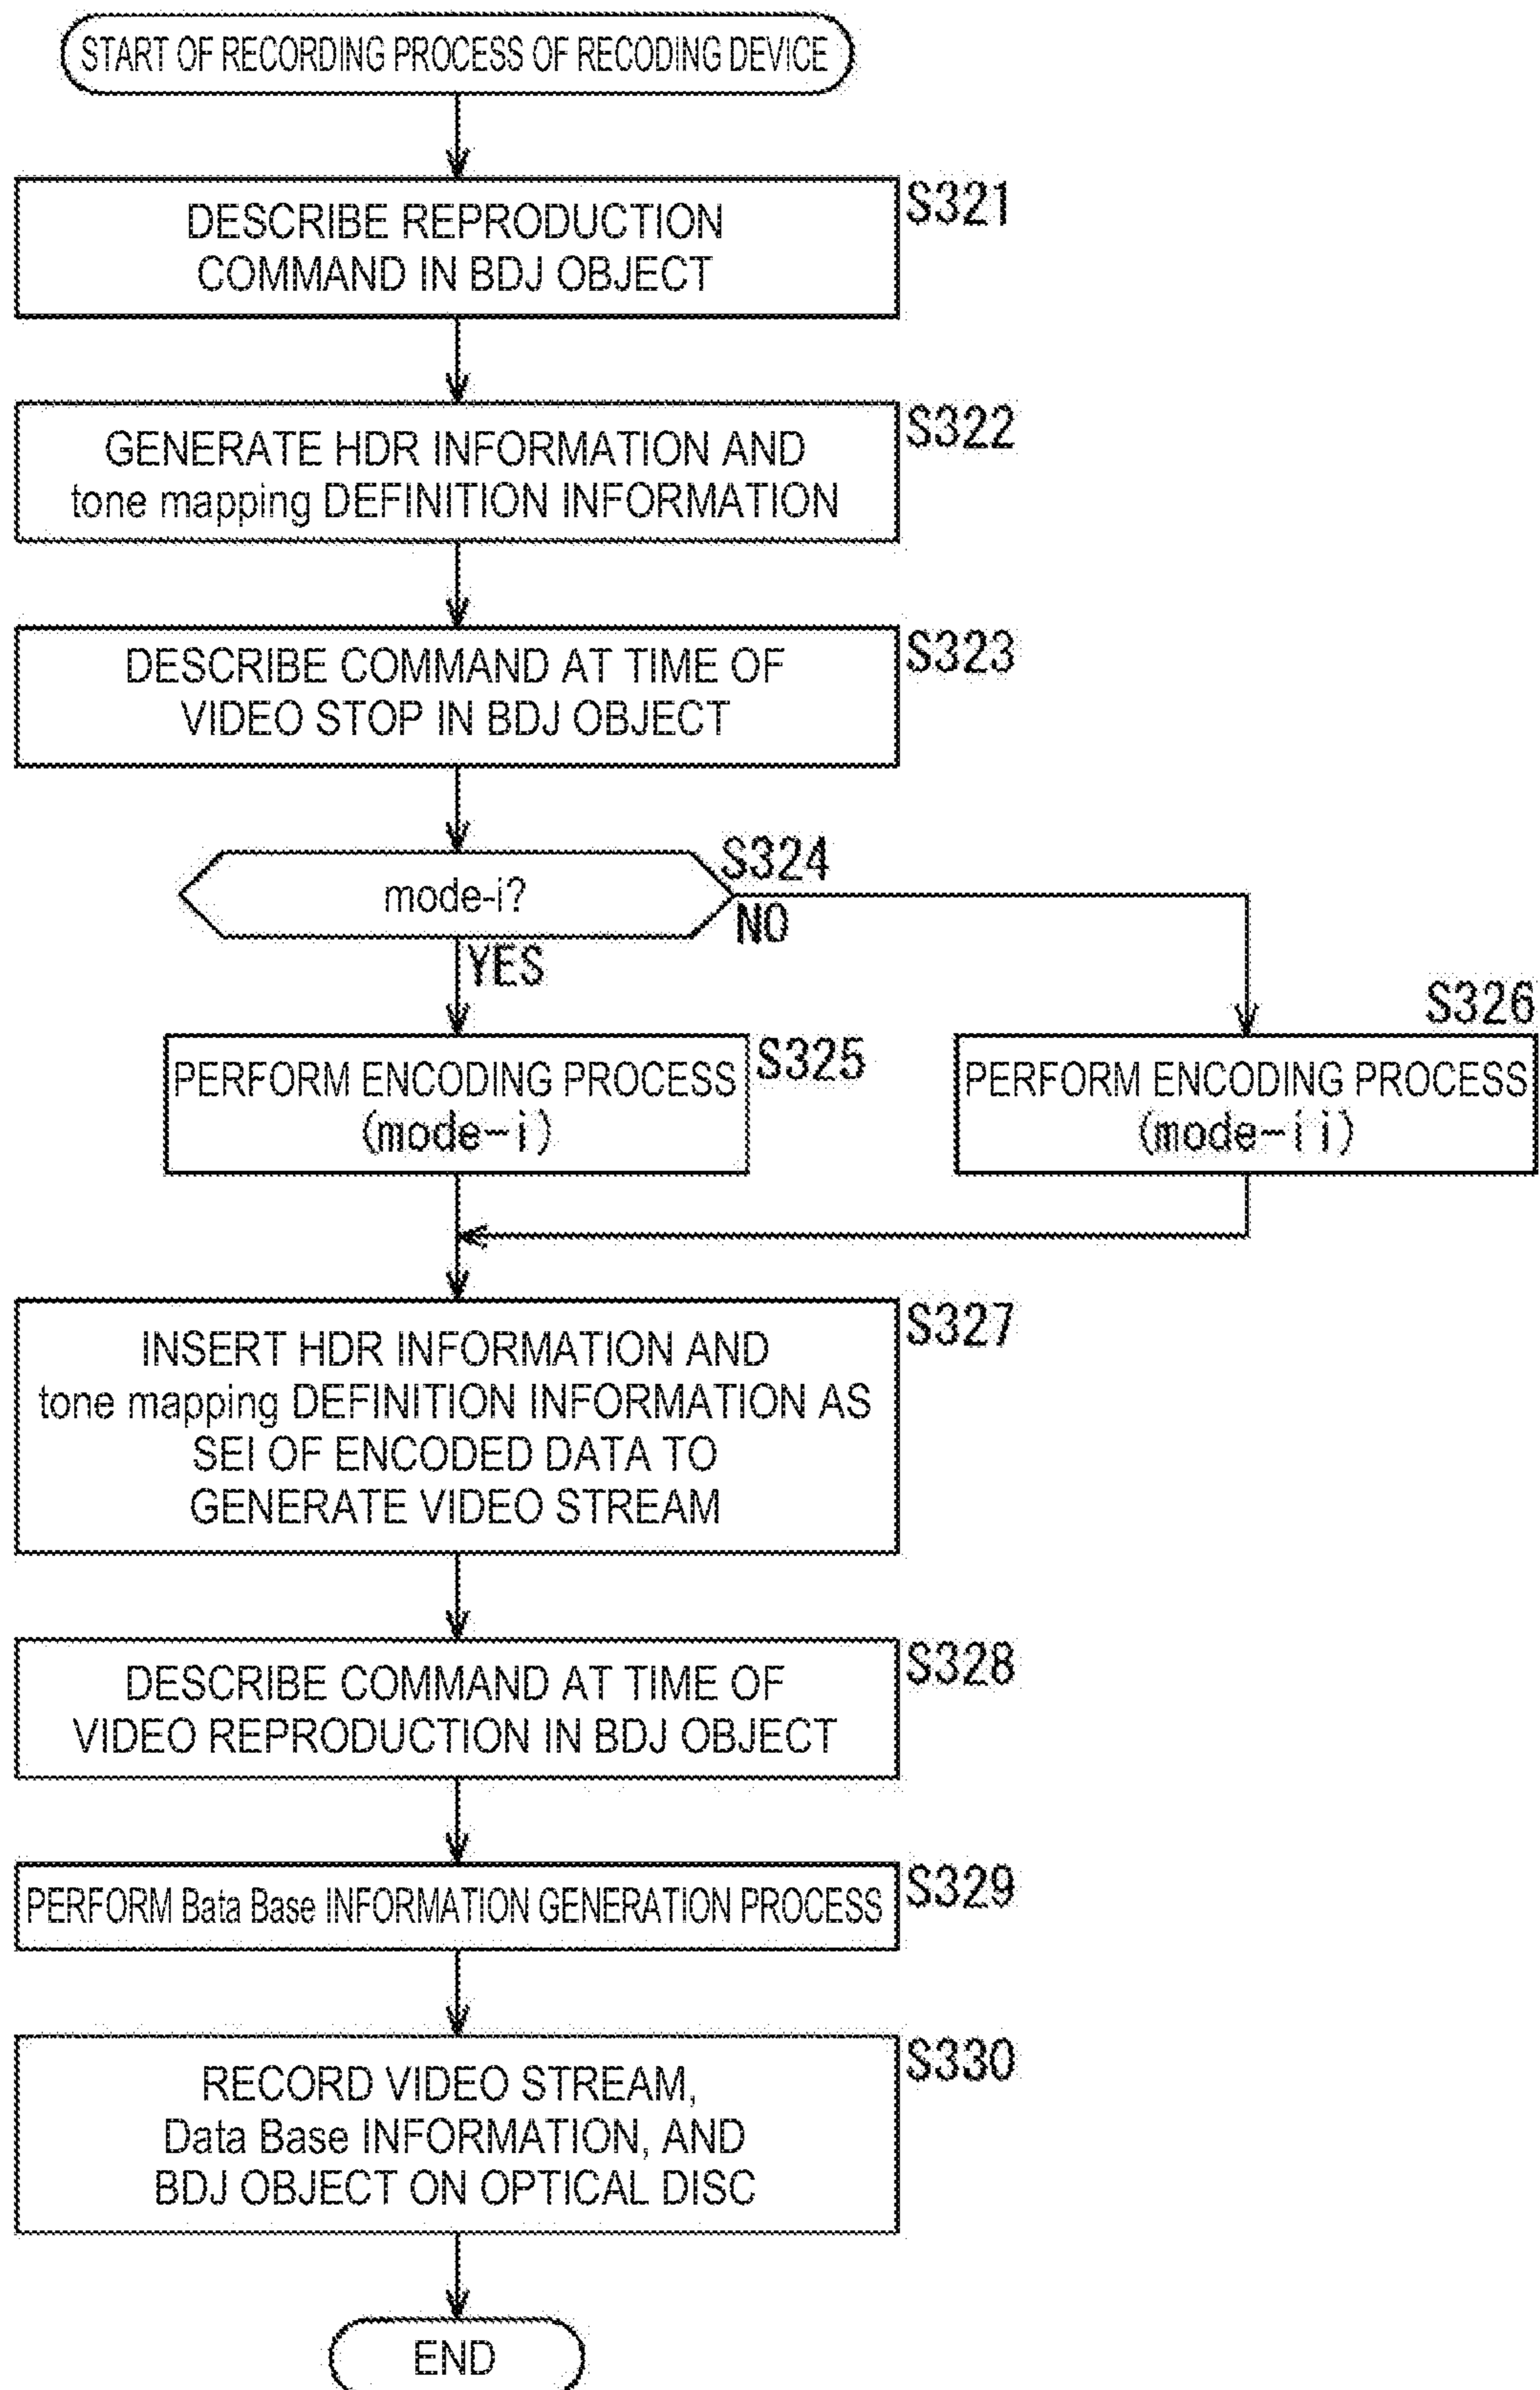 START OF RECORDING PROCESS OF RECODING DEVICE
S321
DESCRIBE REPRODUCTION
COMMAND IN BDJ OBJECT
S322
GENERATE HDR INFORMATION AND
tone mapping DEFINITION INFORMATION
S323
DESCRIBE COMMAND AT TIME OF
VIDEO STOP IN BDJ OBJECT
S324
mode-i?
NO
YES
S325
PERFORM ENCODING PROCESS
(mode-i)
S326
PERFORM ENCODING PROCESS
(mode-ii)
S327
INSERT HDR INFORMATION AND
tone mapping DEFINITION INFORMATION AS
SEI OF ENCODED DATA TO
GENERATE VIDEO STREAM
S328
DESCRIBE COMMAND AT TIME OF
VIDEO REPRODUCTION IN BDJ OBJECT
S329
PERFORM Bata Base INFORMATION GENERATION PROCESS
S330
RECORD VIDEO STREAM,
Data Base INFORMATION, AND
BDJ OBJECT ON OPTICAL DISC
END